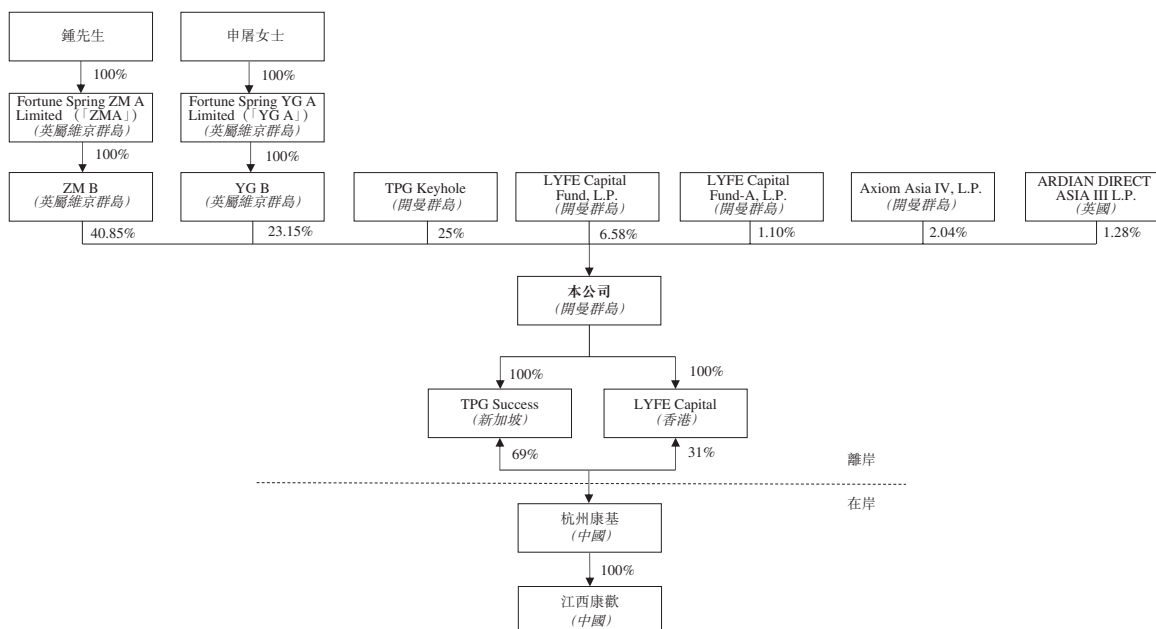 鍾先生
申屠女士
100%
100%
Fortune Spring ZM A
Limited （「ZMA」）
（英屬維京群島）
Fortune Spring YG A
Limited （「YG A」）
（英屬維京群島）
100%
100%
ZM B
（英屬維京群島）
YG B
（英屬維京群島）
TPG Keyhole
（開曼群島）
LYFE Capital
Fund, L.P.
（開曼群島）
LYFE Capital
Fund-A, L.P.
（開曼群島）
Axiom Asia IV, L.P.
（開曼群島）
ARDIAN DIRECT
ASIA III L.P.
（英國）
40.85%
23.15%
25%
6.58%
1.10%
2.04%
1.28%
本公司
（開曼群島）
100%
100%
TPG Success
（新加坡）
LYFE Capital
（香港）
69%
31%
離岸
在岸
杭州康基
（中國）
100%
江西康歡
（中國）